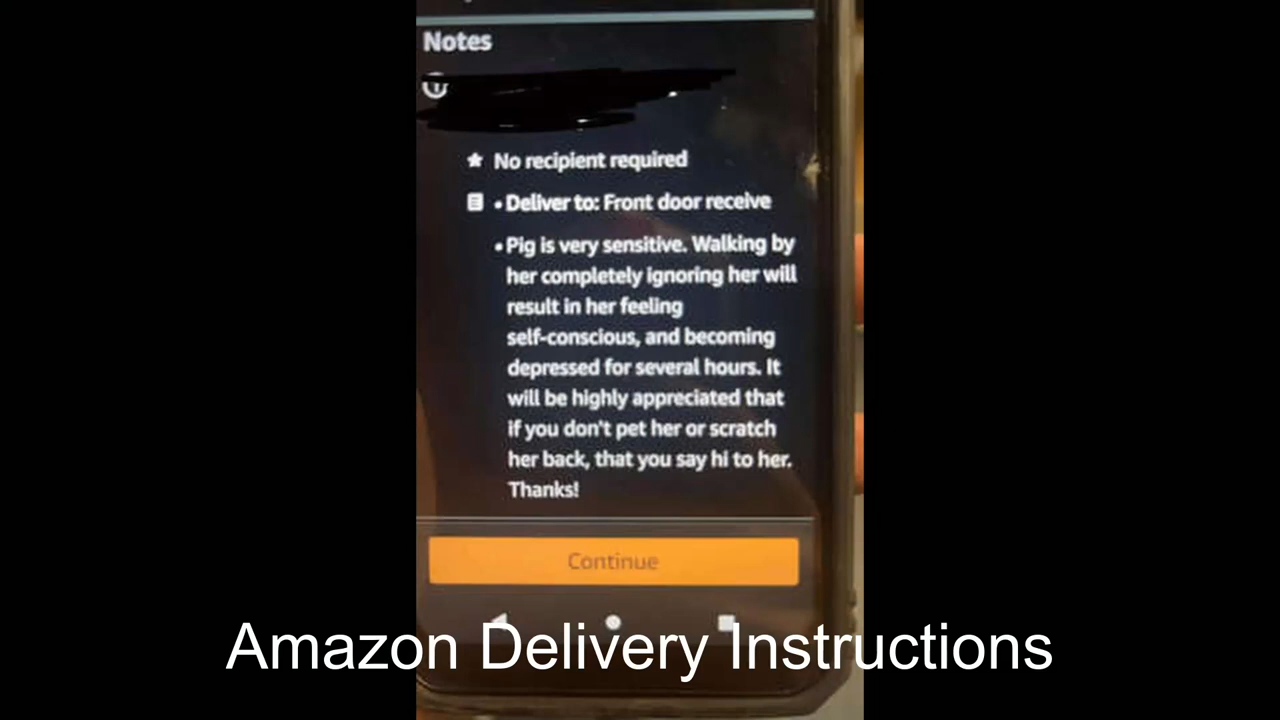 Notes
No recipient required
• Deliver to: Front door receive
• Pig is very sensitive. Walking by
her completely ignoring her will
result in her feeling
self-conscious, and becoming
depressed for several hours. It
will be highly appreciated that
if you don't pet her or scratch
her back, that you say hi to her.
Thanks!
Continue
Amazon Delivery Instructions